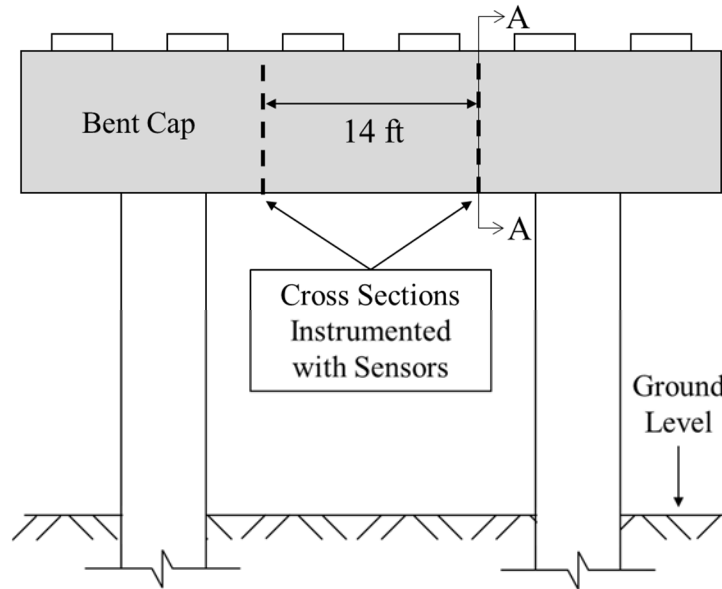 A
Bent Cap
14 ft
A
Cross Sections
Instrumented
with Sensors
Ground
Level